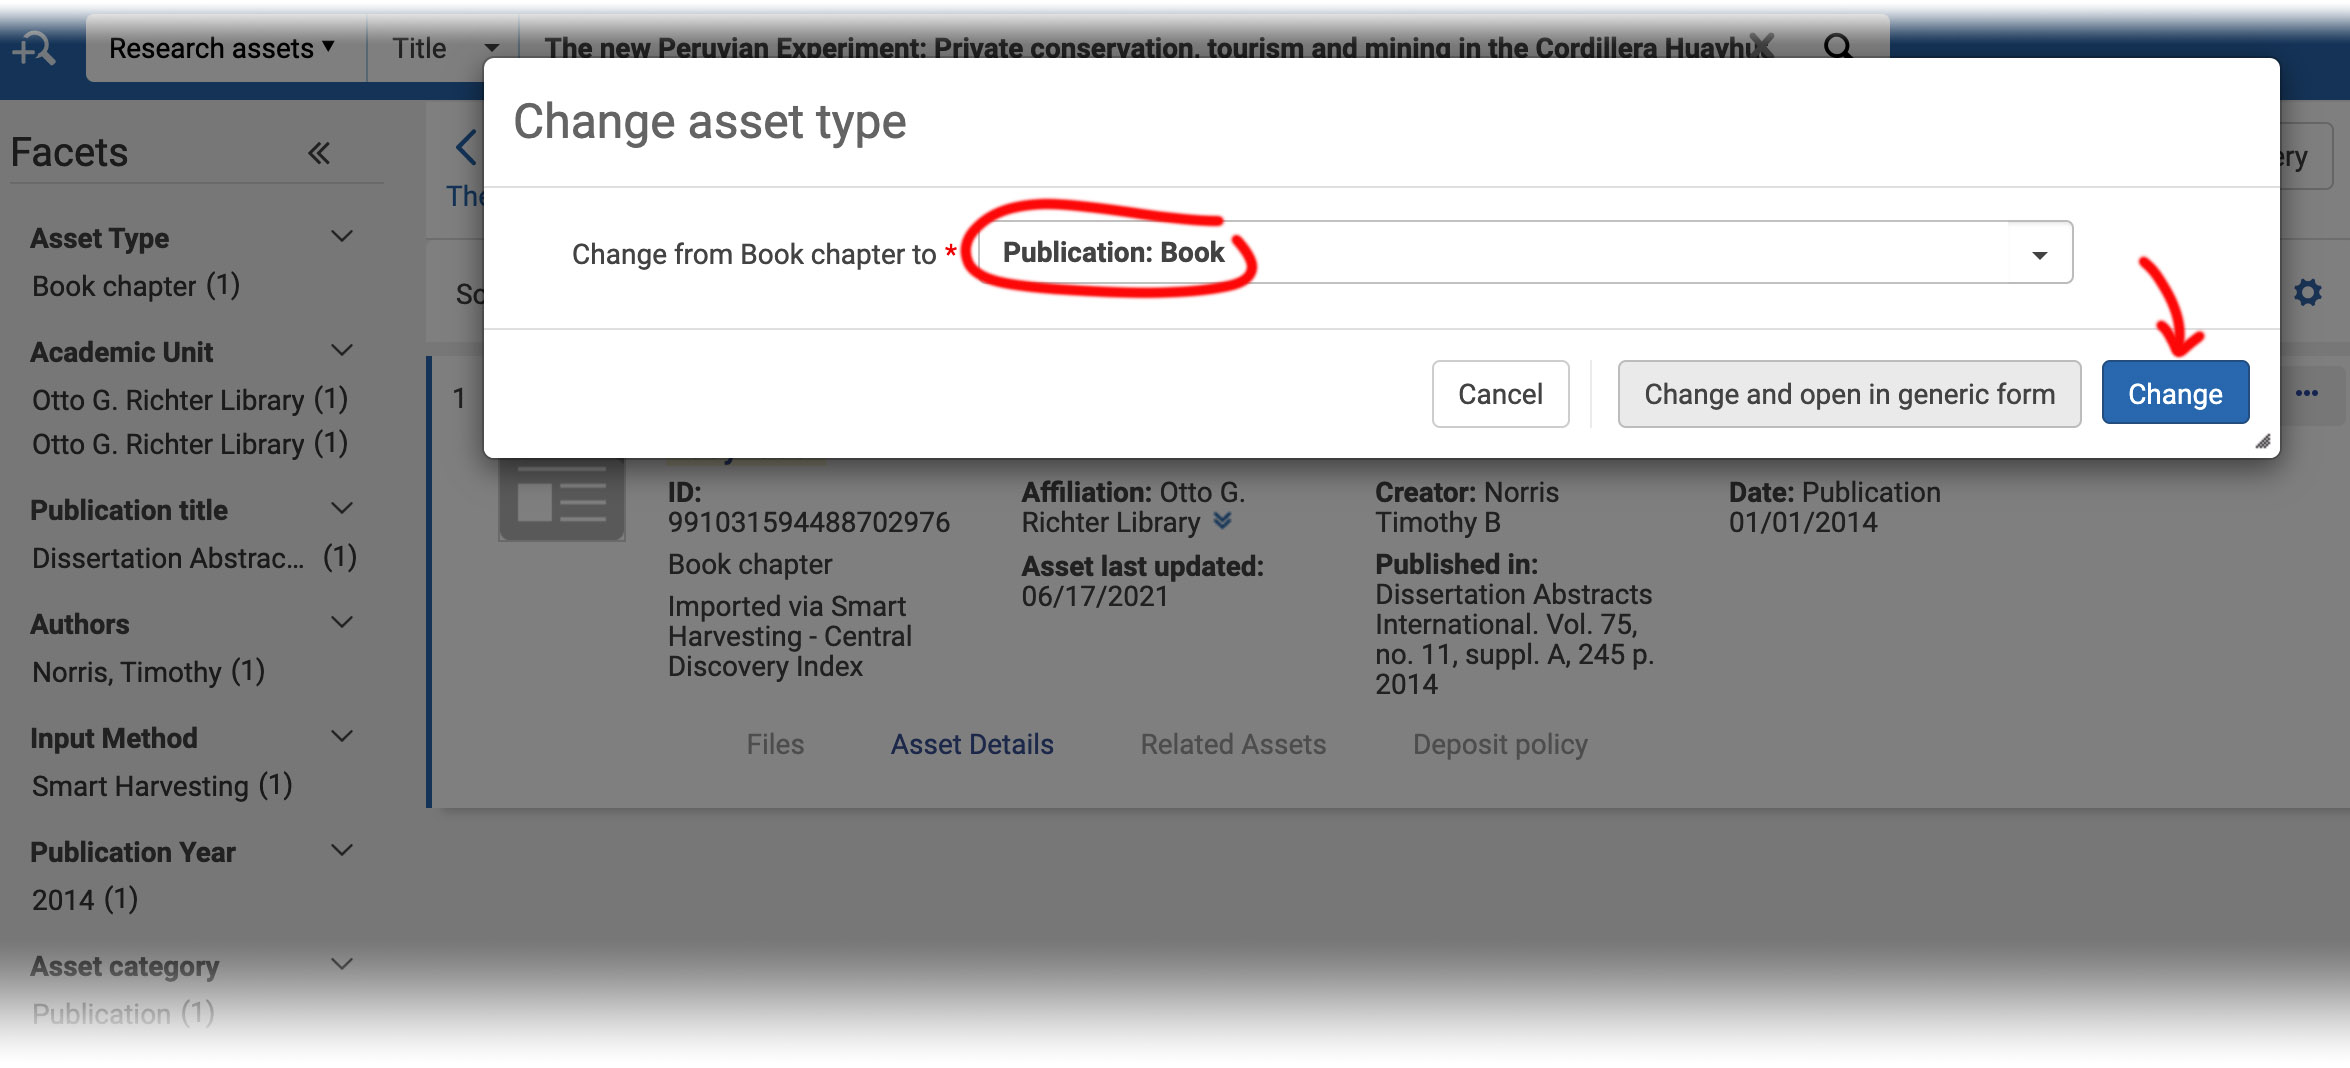 Research assets
Title
The new Peruvian Experiment: Private conservation, tourism and mining in the Cordillera
Change asset type
Facets
The
Change from Book chapter to *
Publication: Book
Asset Type
Book chapter (1)
Academic Unit
Otto G. Richter Library (1)
Otto G. Richter Library (1)
1
Cancel
Change and open in generic form
Change
Publication title
Dissertation Abstrac... (1)
Authors
Norris, Timothy (1)
Input Method
Smart Harvesting (1)
Publication Year
2014 (1)
Asset category
Publication (1)
ID:
991031594488702976
Book chapter
Imported via Smart
Harvesting - Central
Discovery Index
Affiliation: Otto G.
Richter Library
Asset last updated:
06/17/2021
Creator: Norris
Timothy B
Published in:
Dissertation Abstracts
International. Vol. 75,
no. 11, suppl. A, 245 p.
2014
Date: Publication
01/01/2014
Files
Asset Details
Related Assets
Deposit policy